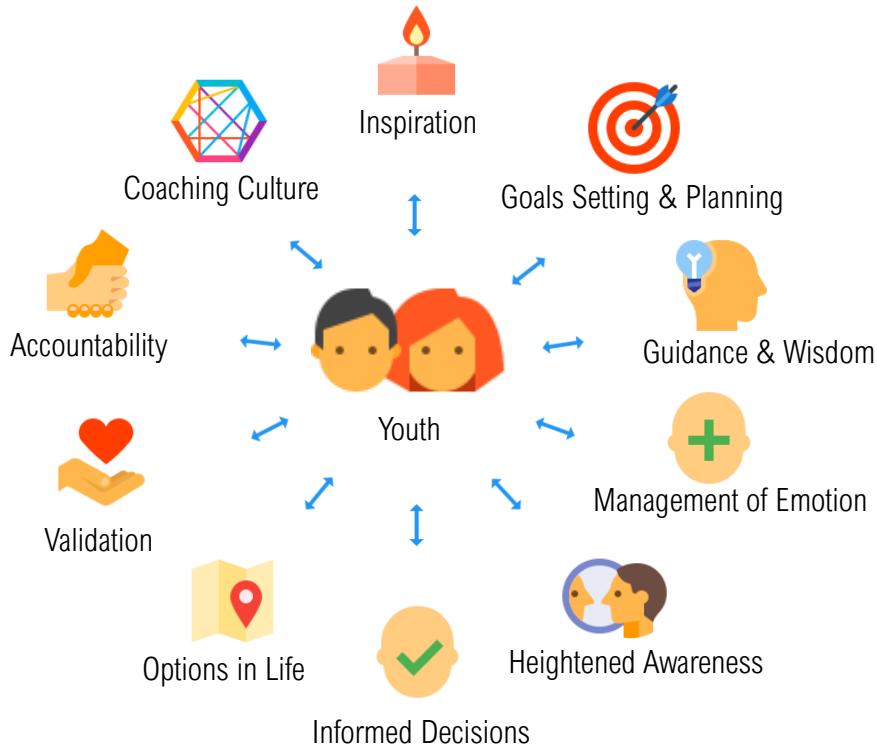 Inspiration
Coaching Culture
Goals Setting & Planning
Accountability
Guidance & Wisdom
Youth
Management of Emotion
Validation
Options in Life
Heightened Awareness
Informed Decisions